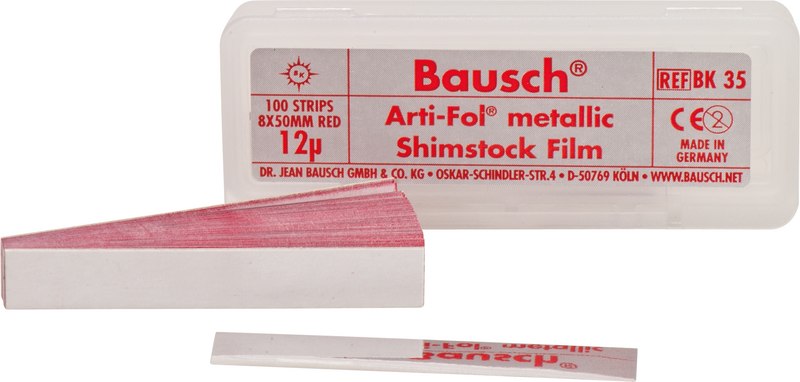 BK
100 STRIPS
8X50MM RED
12µ
Bausch®
Arti-Fol® metallic
Shimstock Film
REF BK 35
CE 2
MADE IN
GERMANY
DR. JEAN BAUSCH GMBH & CO. KG • OSKAR-SCHINDLER-STR.4 • D-50769 KÖLN • WWW.BAUSCH.NET